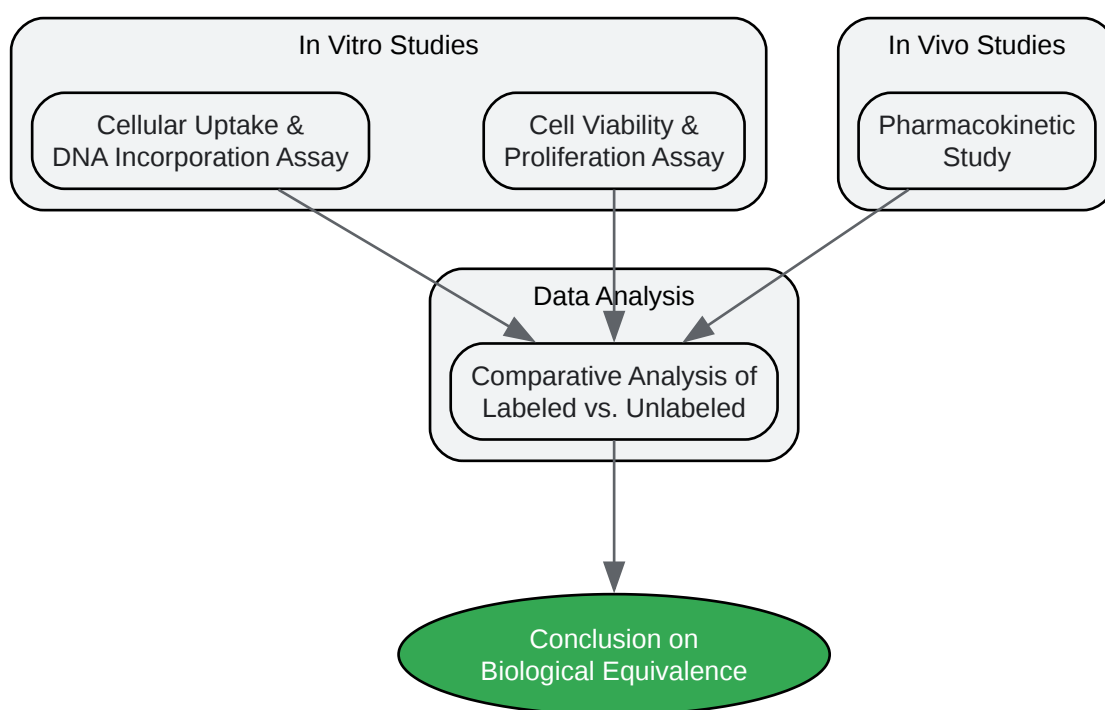 In Vitro Studies
Cellular Uptake &
DNA Incorporation Assay
Cell Viability &
Proliferation Assay
In Vivo Studies
Pharmacokinetic
Study
Data Analysis
Comparative Analysis of
Labeled vs. Unlabeled
Conclusion on
Biological Equivalence